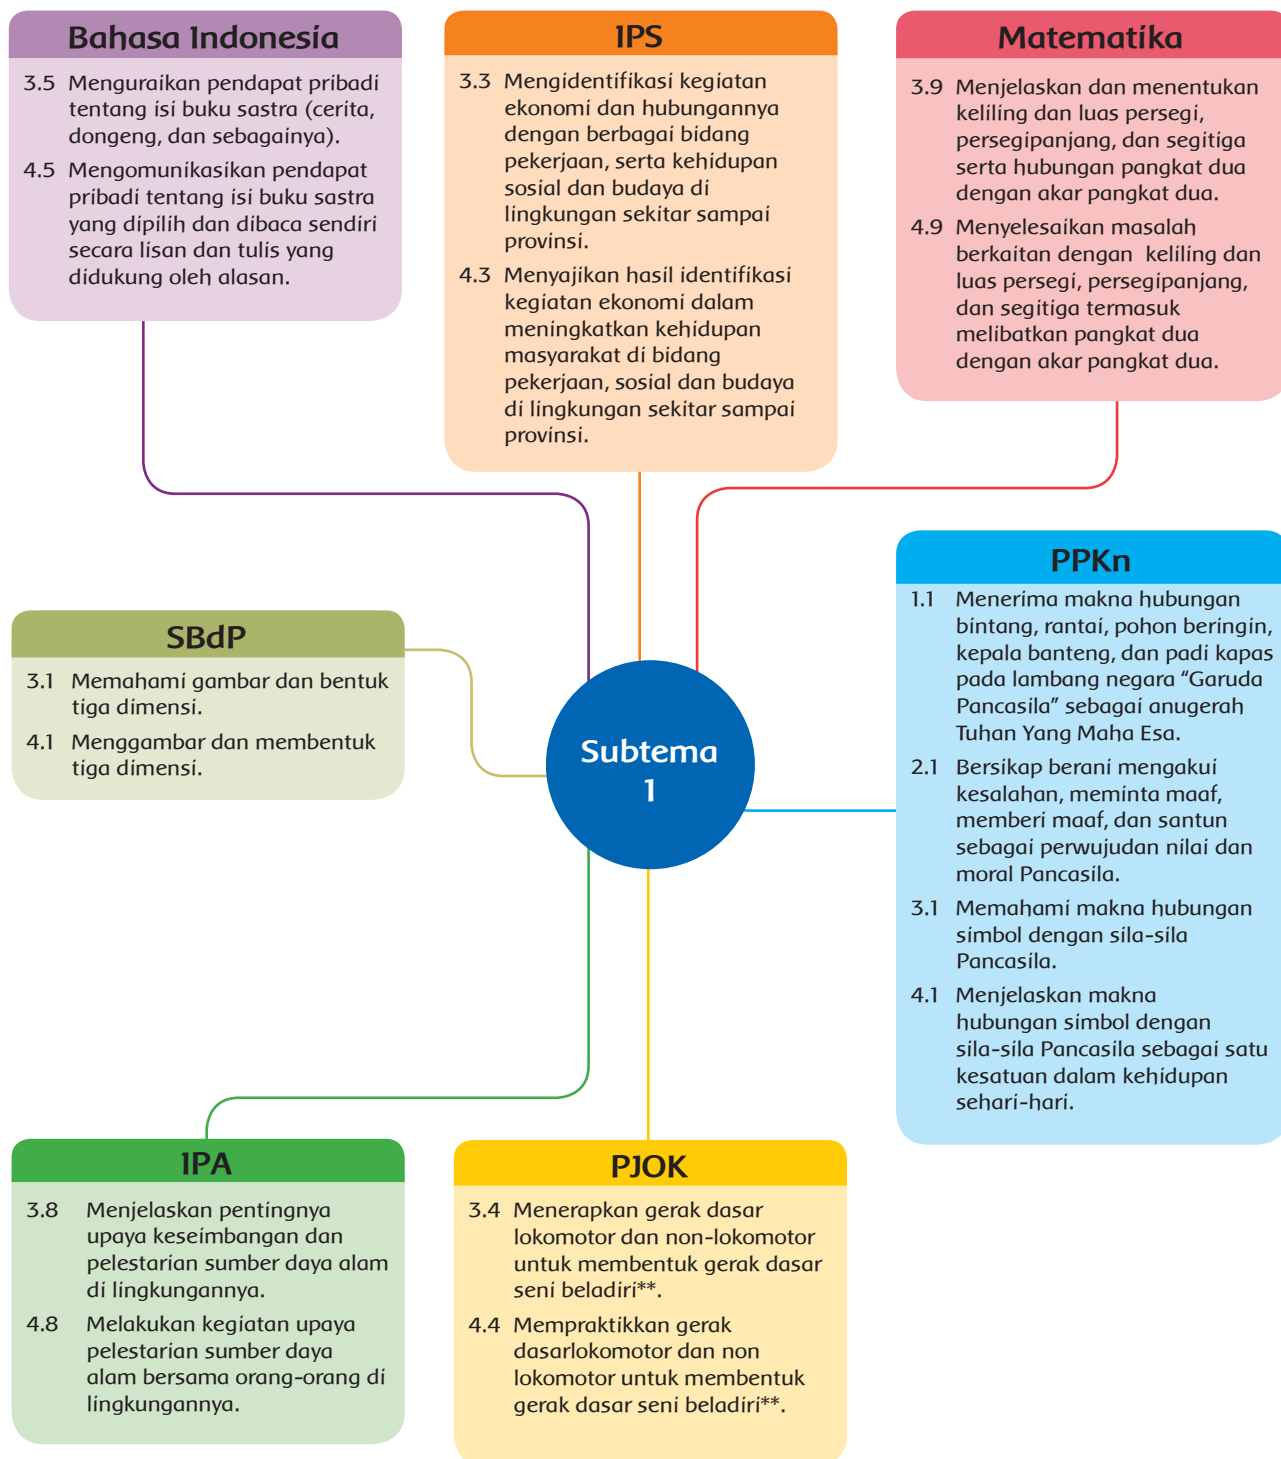 Bahasa Indonesia
3.5 Menguraikan pendapat pribadi
tentang isi buku sastra (cerita,
dongeng, dan sebagainya).
4.5 Mengomunikasikan pendapat
pribadi tentang isi buku sastra
yang dipilih dan dibaca sendiri
secara lisan dan tulis yang
didukung oleh alasan.
IPS
3.3 Mengidentifikasi kegiatan
ekonomi dan hubungannya
dengan berbagai bidang
pekerjaan, serta kehidupan
sosial dan budaya di
lingkungan sekitar sampai
provinsi.
4.3 Menyajikan hasil identifikasi
kegiatan ekonomi dalam
meningkatkan kehidupan
masyarakat di bidang
pekerjaan, sosial dan budaya
di lingkungan sekitar sampai
provinsi.
Matematika
3.9 Menjelaskan dan menentukan
keliling dan luas persegi,
persegipanjang, dan segitiga
serta hubungan pangkat dua
dengan akar pangkat dua.
4.9 Menyelesaikan masalah
berkaitan dengan keliling dan
luas persegi, persegipanjang,
dan segitiga termasuk
melibatkan pangkat dua
dengan akar pangkat dua.
SBdP
3.1 Memahami gambar dan bentuk
tiga dimensi.
4.1 Menggambar dan membentuk
tiga dimensi.
Subtema
1
PPKn
1.1 Menerima makna hubungan
bintang, rantai, pohon beringin,
kepala banteng, dan padi kapas
pada lambang negara “Garuda
Pancasila” sebagai anugerah
Tuhan Yang Maha Esa.
2.1 Bersikap berani mengakui
kesalahan, meminta maaf,
memberi maaf, dan santun
sebagai perwujudan nilai dan
moral Pancasila.
3.1 Memahami makna hubungan
simbol dengan sila-sila
Pancasila.
4.1 Menjelaskan makna
hubungan simbol dengan
sila-sila Pancasila sebagai satu
kesatuan dalam kehidupan
sehari-hari.
IPA
3.8 Menjelaskan pentingnya
upaya keseimbangan dan
pelestarian sumber daya alam
di lingkungannya.
4.8 Melakukan kegiatan upaya
pelestarian sumber daya
alam bersama orang-orang di
lingkungannya.
PJOK
3.4 Menerapkan gerak dasar
lokomotor dan non-lokomotor
untuk membentuk gerak dasar
seni beladiri**.
4.4 Mempraktikkan gerak
dasarlokomotor dan non
lokomotor untuk membentuk
gerak dasar seni beladiri**.